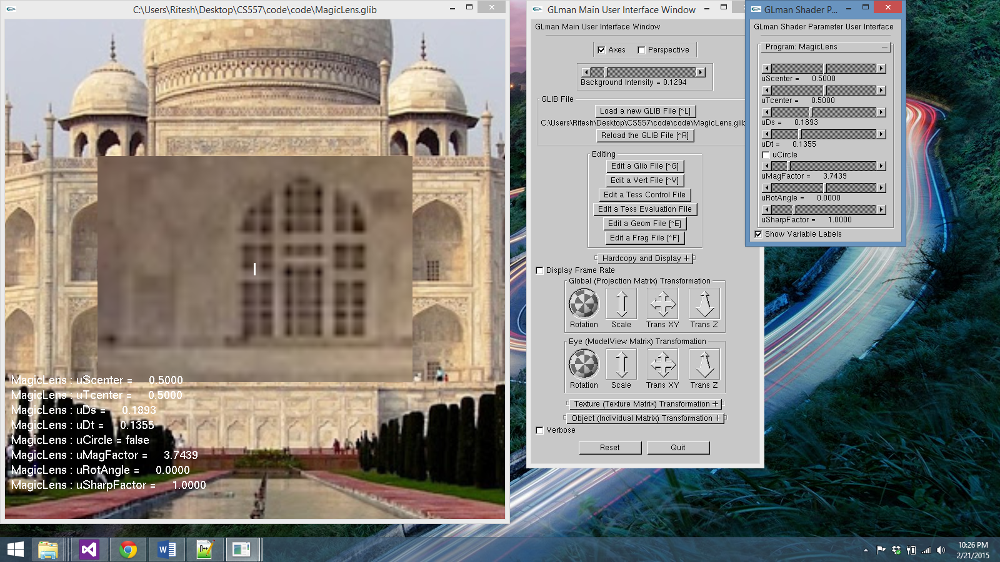 C:\Users\Ritesh\Desktop\CS557\code\code\MagicLens.glib
MagicLens : uScenter = 0.5000
MagicLens : uTcenter = 0.5000
MagicLens : uDs = 0.1893
MagicLens : uDt = 0.1355
MagicLens : uCircle = false
MagicLens : uMagFactor = 3.7439
MagicLens : uRotAngle = 0.0000
MagicLens : uSharpFactor = 1.0000
GLman Main User Interface Window
GLman Main User Interface Window
Axes Perspective
Background Intensity = 0.1294
GLIB File
Load a new GLIB File [^L]
C:\Users\Ritesh\Desktop\CS557\code\code\MagicLens.glib
Reload the GLIB File [^R]
Editing
Edit a Glib File [^G]
Edit a Vert File [^V]
Edit a Tess Control File
Edit a Tess Evaluation File
Edit a Geom File [^E]
Edit a Frag File [^F]
Hardcopy and Display +
Display Frame Rate
Global (Projection Matrix) Transformation
Rotation Scale Trans XY Trans Z
Eye (ModelView Matrix) Transformation
Rotation Scale Trans XY Trans Z
Texture (Texture Matrix) Transformation +
Object (Individual Matrix) Transformation +
Verbose
Reset Quit
GLman Shader P...
GLman Shader Parameter User Interface
Program: MagicLens
uScenter = 0.5000
uTcenter = 0.5000
uDs = 0.1893
uDt = 0.1355
uCircle
uMagFactor = 3.7439
uRotAngle = 0.0000
uSharpFactor = 1.0000
Show Variable Labels
10:26 PM
2/21/2015